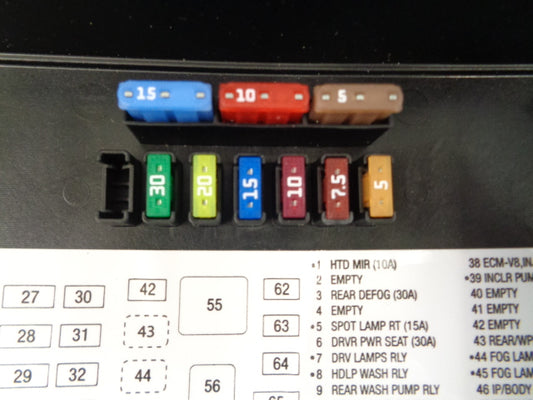 15 10 5
30 20 15 10 7.5 5
27 30 42 55 62
28 31 43 63
29 32 44 56 64
*1 HTD MIR (10A)
2 EMPTY
3 REAR DEFOG (30A)
4 EMPTY
*5 SPOT LAMP RT (15A)
6 DRVR PWR SEAT (30A)
*7 DRV LAMPS RLY
*8 HDLP WASH RLY
9 REAR WASH PUMP RLY
38 ECM-V8,INJ
*39 INCLR PUM
40 EMPTY
41 EMPTY
42 EMPTY
43 REAR/WP
*44 FOG LAM
*45 FOG LAM
46 IP/BODY